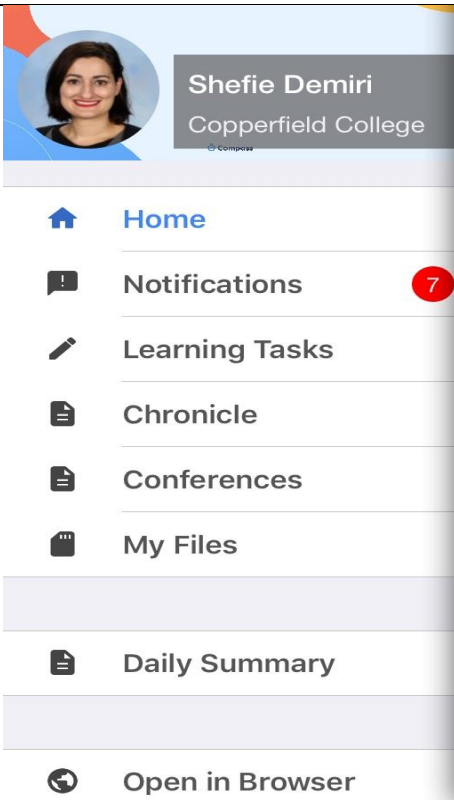 Shefie Demiri
Copperfield College
Compass
Home
Notifications
7
Learning Tasks
Chronicle
Conferences
My Files
Daily Summary
Open in Browser